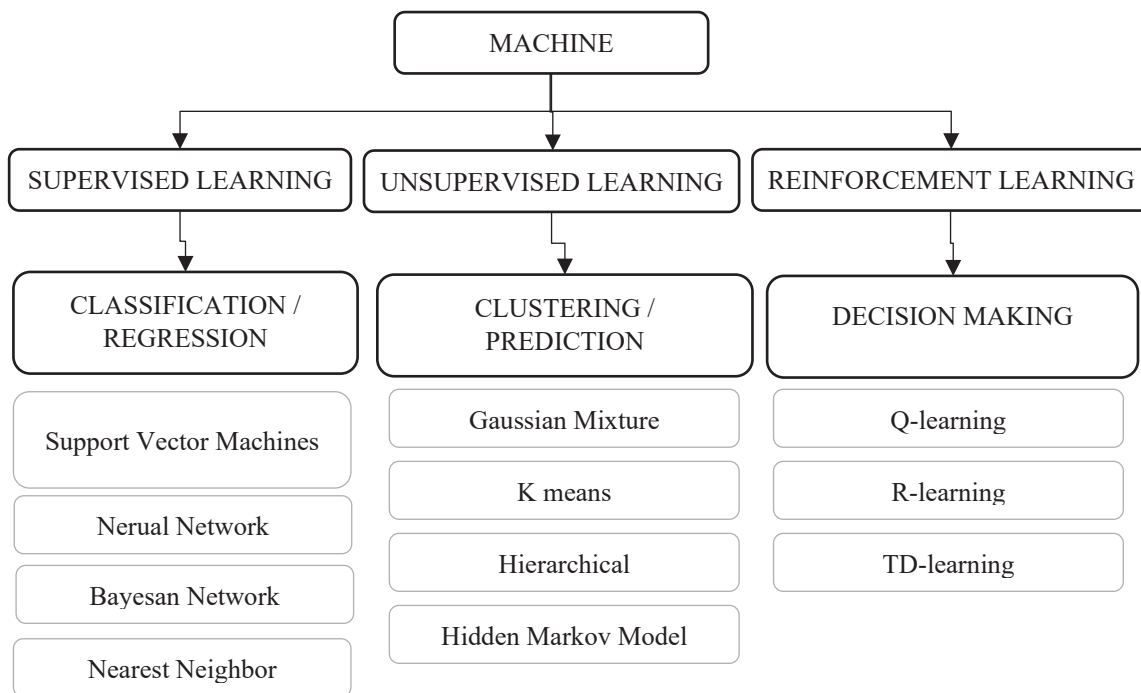 MACHINE
SUPERVISED LEARNING
UNSUPERVISED LEARNING
REINFORCEMENT LEARNING
CLASSIFICATION /
REGRESSION
CLUSTERING /
PREDICTION
DECISION MAKING
Support Vector Machines
Nerual Network
Bayesan Network
Nearest Neighbor
Gaussian Mixture
K means
Hierarchical
Hidden Markov Model
Q-learning
R-learning
TD-learning